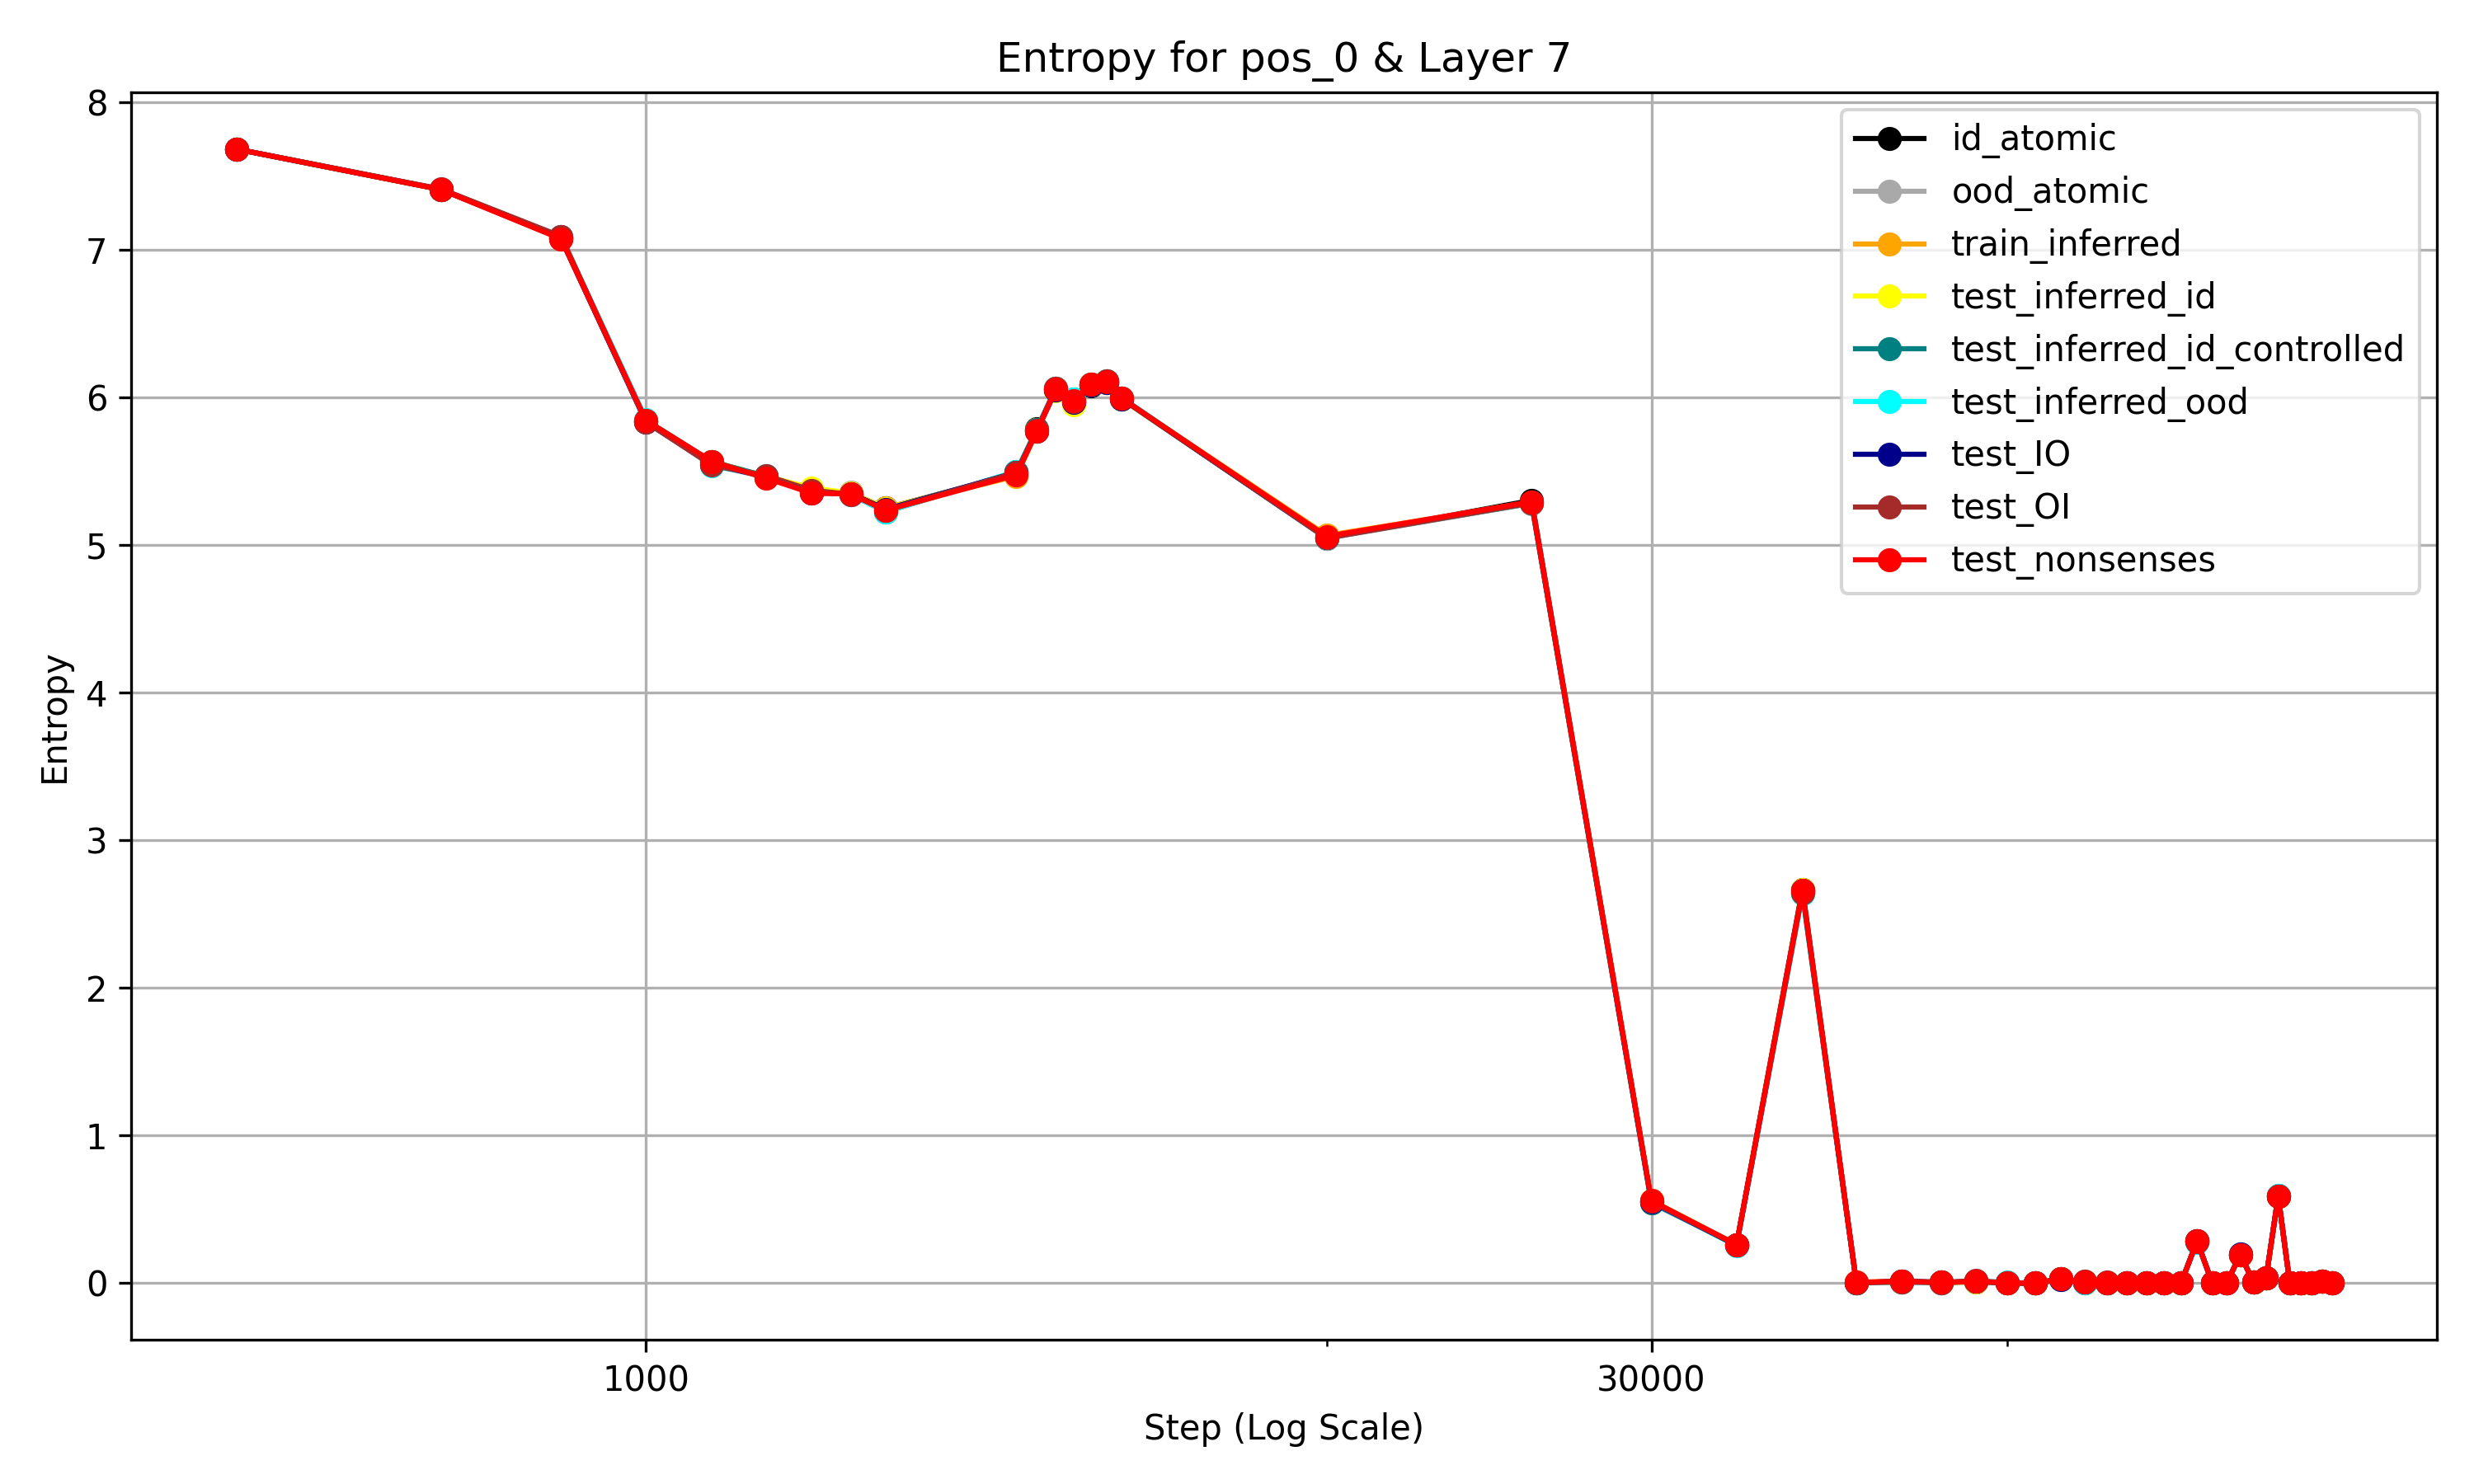 Entropy for pos_0 & Layer 7
8
7
6
5
4
3
2
1
0
Entropy
1000
30000
Step (Log Scale)
id_atomic
ood_atomic
train_inferred
test_inferred_id
test_inferred_id_controlled
test_inferred_ood
test_IO
test_OI
test_nonsenses